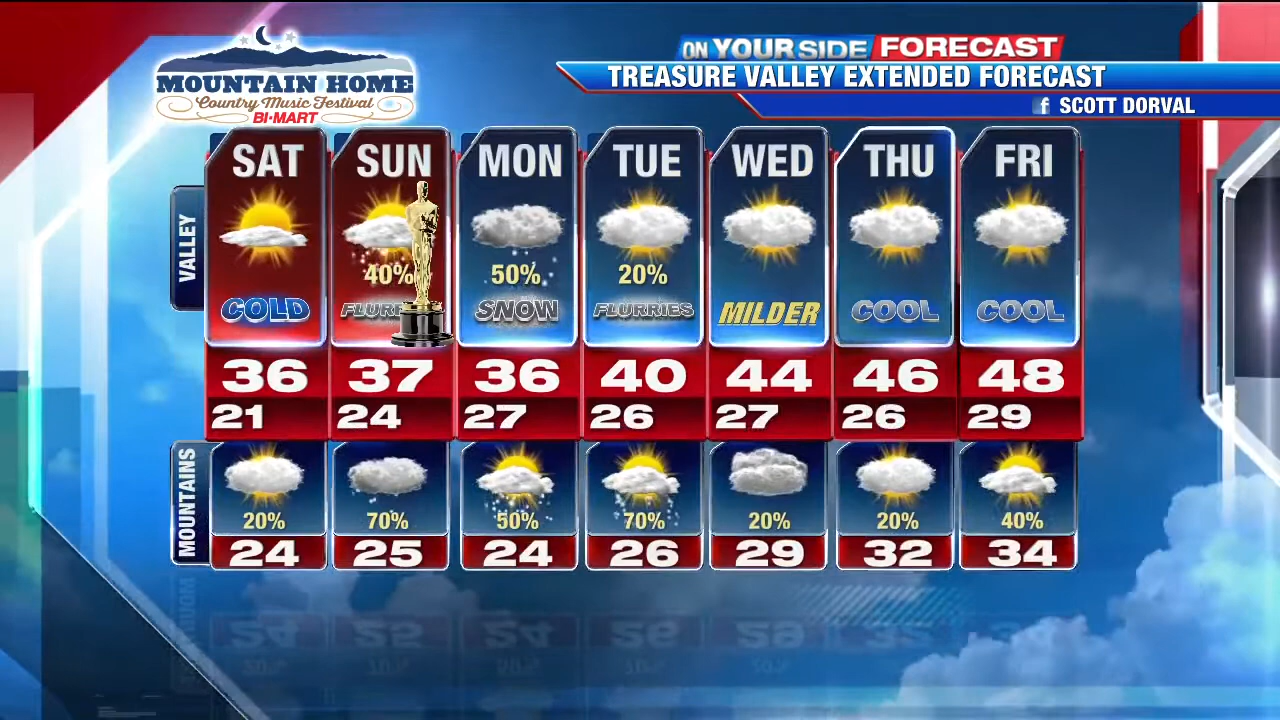 MOUNTAIN HOME
Country Music Festival
BI-MART
ON YOUR SIDE FORECAST
TREASURE VALLEY EXTENDED FORECAST
f SCOTT DORVAL
SAT SUN MON TUE WED THU FRI
VALLEY
40% 50% 20%
COLD SNOW FLURRIES MILDER COOL COOL
36 37 36 40 44 46 48
21 24 27 26 27 26 29
MOUNTAINS
20% 70% 50% 70% 20% 20% 40%
24 25 24 26 29 32 34